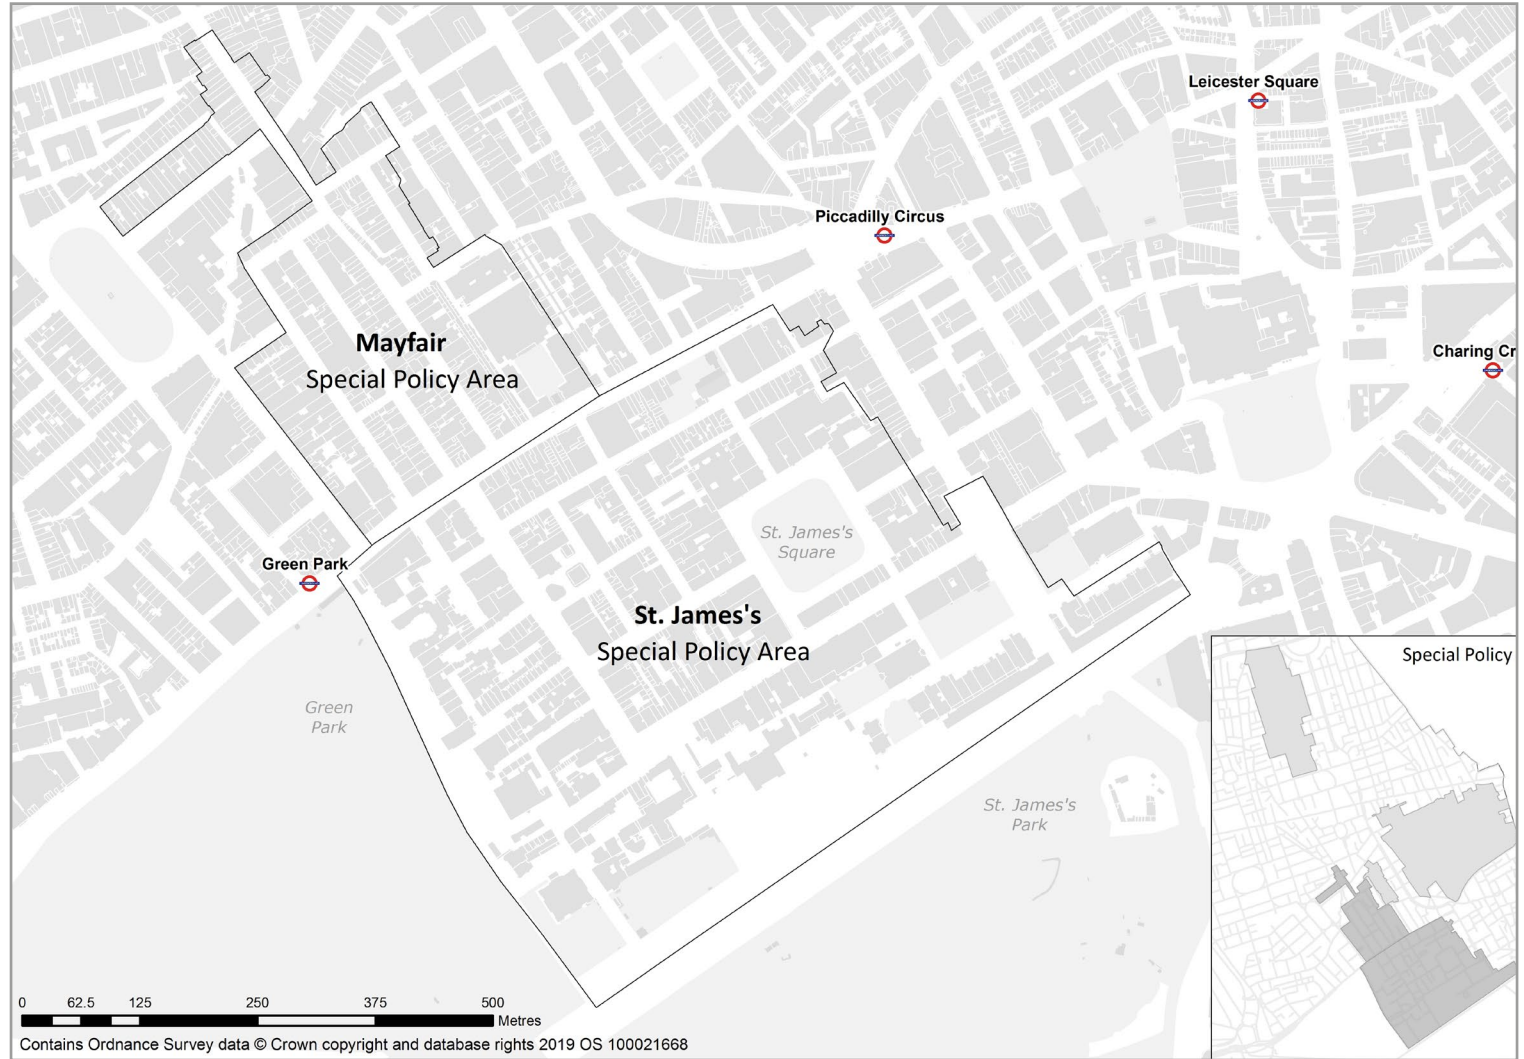 Leicester Square
Piccadilly Circus
Mayfair
Special Policy Area
Charing Cr
St. James's
Square
Green Park
St. James's
Special Policy Area
Special Policy
Green
Park
St. James's
Park
0 62.5 125 250 375 500
Metres
Contains Ordnance Survey data © Crown copyright and database rights 2019 OS 100021668